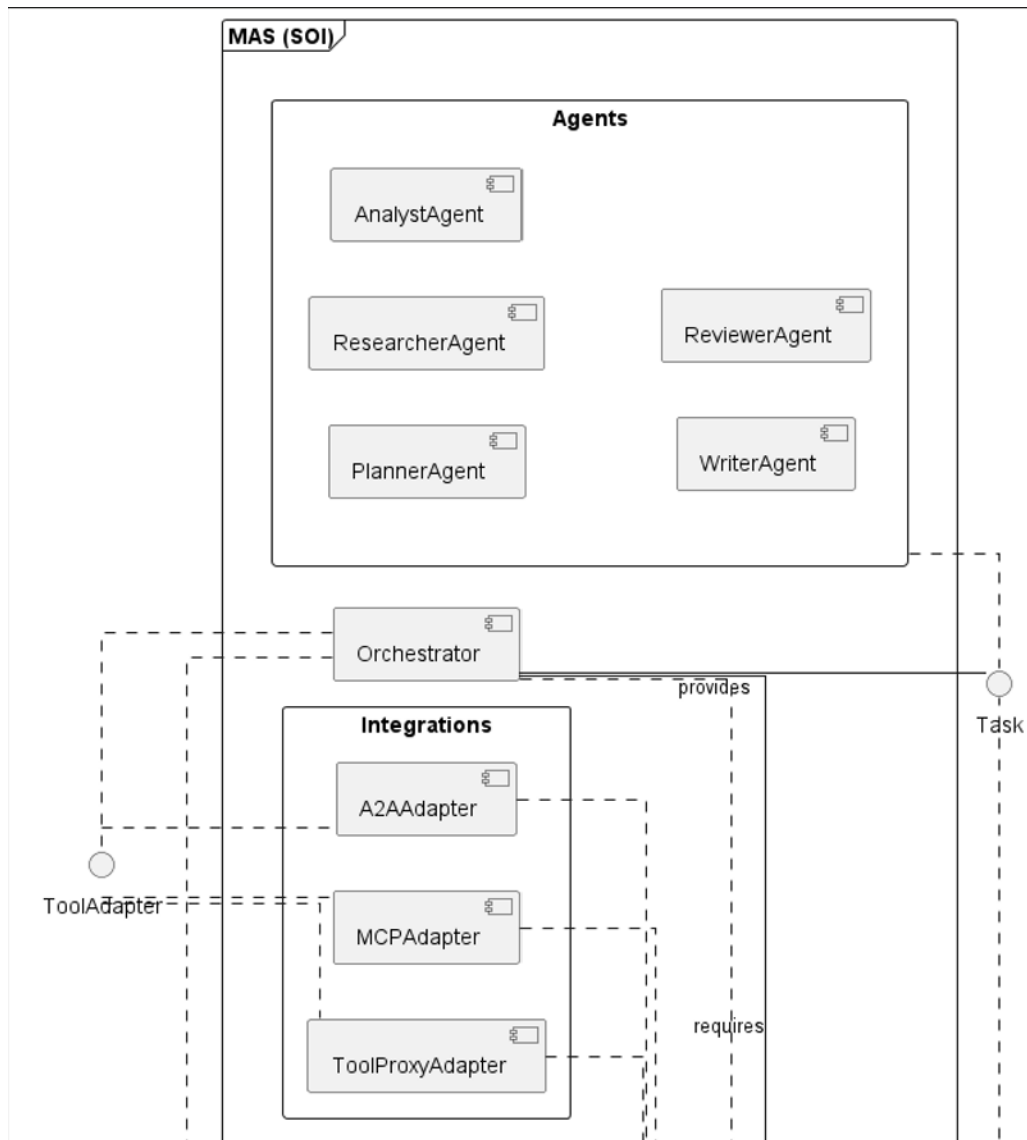 MAS (SOI)
Agents
AnalystAgent
ResearcherAgent
ReviewerAgent
PlannerAgent
WriterAgent
Orchestrator
provides
Task
Integrations
A2AAdapter
ToolAdapter
MCPAdapter
requires
ToolProxyAdapter